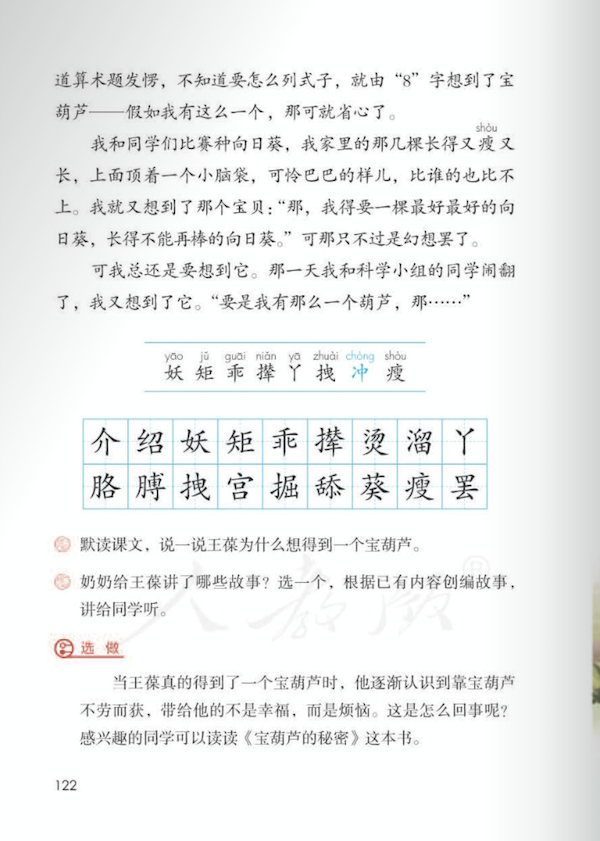 道算术题发愣，不知道要怎么列式子，就由“8”字想到了宝
葫芦——假如我有这么一个，那可就省心了。
shòu
我和同学们比赛种向日葵，我家里的那几棵长得又瘦又
长，上面顶着一个小脑袋，可怜巴巴的样儿，比谁的也比不
上。我就又想到了那个宝贝：“那，我得要一棵最好最好的向
日葵，长得不能再棒的向日葵。”可那只不过是幻想罢了。
可我总还是要想到它。那一天我和科学小组的同学闹翻
了，我又想到了它。“要是我有那么一个葫芦，那……”
yāo jǔ guāi niǎn yā zhuài chòng shòu
妖 矩 乖 撵 丫 拽 冲 瘦
介 绍 妖 矩 乖 撵 烫 溜 丫
胳 膊 拽 宫 掘 舔 葵 瘦 罢
默读课文，说一说王葆为什么想得到一个宝葫芦。
奶奶给王葆讲了哪些故事？选一个，根据已有内容创编故事，
讲给同学听。
人教版
选做
当王葆真的得到了一个宝葫芦时，他逐渐认识到靠宝葫芦
不劳而获，带给他的不是幸福，而是烦恼。这是怎么回事呢？
感兴趣的同学可以读读《宝葫芦的秘密》这本书。
122